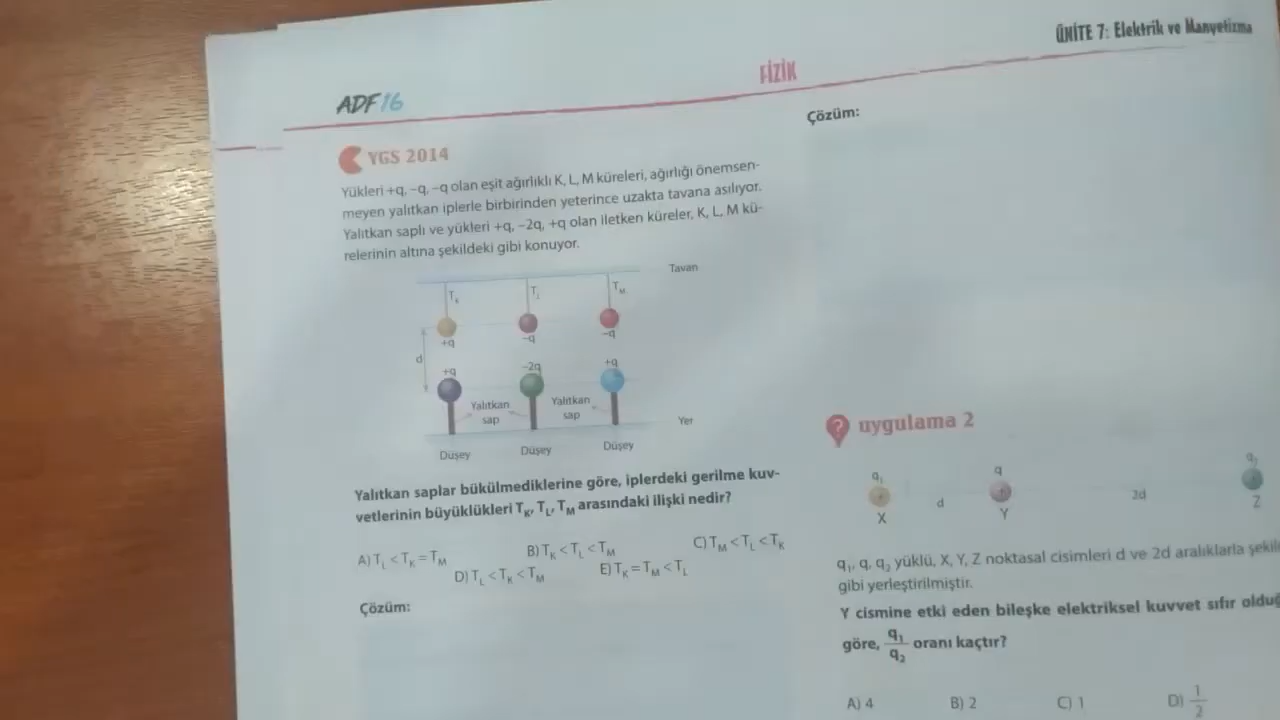 ÜNİTE 7: Elektrik ve Manyetizma
FİZİK
ADF 16
YGS 2014
Yükleri +q, −q, −q olan eşit ağırlıklı K, L, M küreleri, ağırlığı önemsen-
meyen yalıtkan iplerle birbirinden yeterince uzakta tavana asılıyor.
Yalıtkan saplı ve yükleri +q, −2q, +q olan iletken küreler, K, L, M kü-
relerinin altına şekildeki gibi konuyor.
Tavan
T_K T_L T_M
+q −q −q
d
+q −2q +q
Yalıtkan sap Yalıtkan sap
Yer
Düşey Düşey Düşey
Yalıtkan saplar bükülmediklerine göre, iplerdeki gerilme kuv-
vetlerinin büyüklükleri T_K, T_L, T_M arasındaki ilişki nedir?
A) T_L < T_K = T_M B) T_K < T_L < T_M C) T_M < T_L < T_K
D) T_L < T_K < T_M E) T_K = T_M < T_L
Çözüm:
Çözüm:
uygulama 2
q₁ q q₂
d 2d
X Y Z
q₁, q, q₂ yüklü, X, Y, Z noktasal cisimleri d ve 2d aralıklarla
gibi yerleştirilmiştir.
Y cismine etki eden bileşke elektriksel kuvvet sıfır
göre, q₁/q₂ oranı kaçtır?
A) 4 B) 2 C) 1 D) 1/2